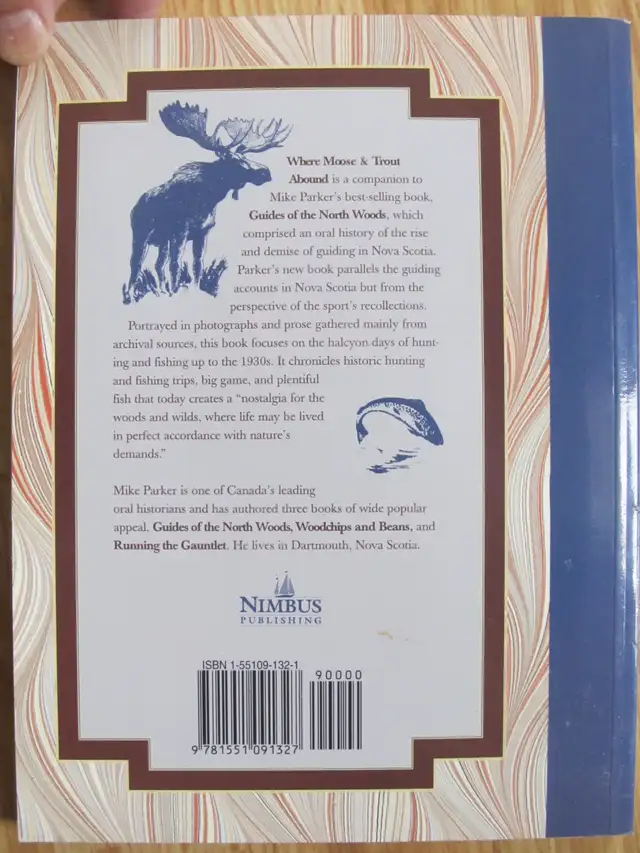 Where Moose & Trout
Abound is a companion to
Mike Parker's best-selling book,
Guides of the North Woods, which
comprised an oral history of the rise
and demise of guiding in Nova Scotia.
Parker's new book parallels the guiding
accounts in Nova Scotia but from the
perspective of the sport's recollections.
Portrayed in photographs and prose gathered mainly from
archival sources, this book focuses on the halcyon days of hunt-
ing and fishing up to the 1930s. It chronicles historic hunting
and fishing trips, big game, and plentiful
fish that today creates a "nostalgia for the
woods and wilds, where life may be lived
in perfect accordance with nature's
demands."
Mike Parker is one of Canada's leading
oral historians and has authored three books of wide popular
appeal, Guides of the North Woods, Woodchips and Beans, and
Running the Gauntlet. He lives in Dartmouth, Nova Scotia.
NIMBUS
PUBLISHING
ISBN 1-55109-132-1
90000
9 781551 091327